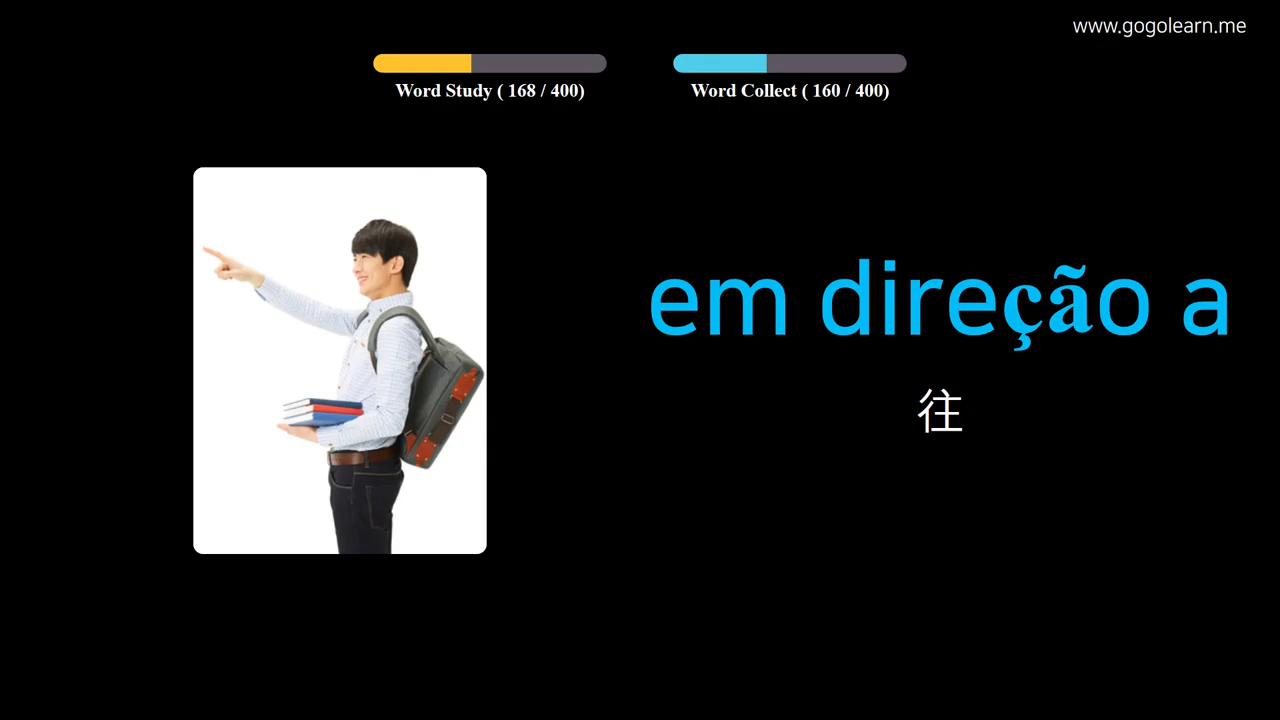 www.gogolearn.me
Word Study ( 168 / 400)
Word Collect ( 160 / 400)
em direção a
往